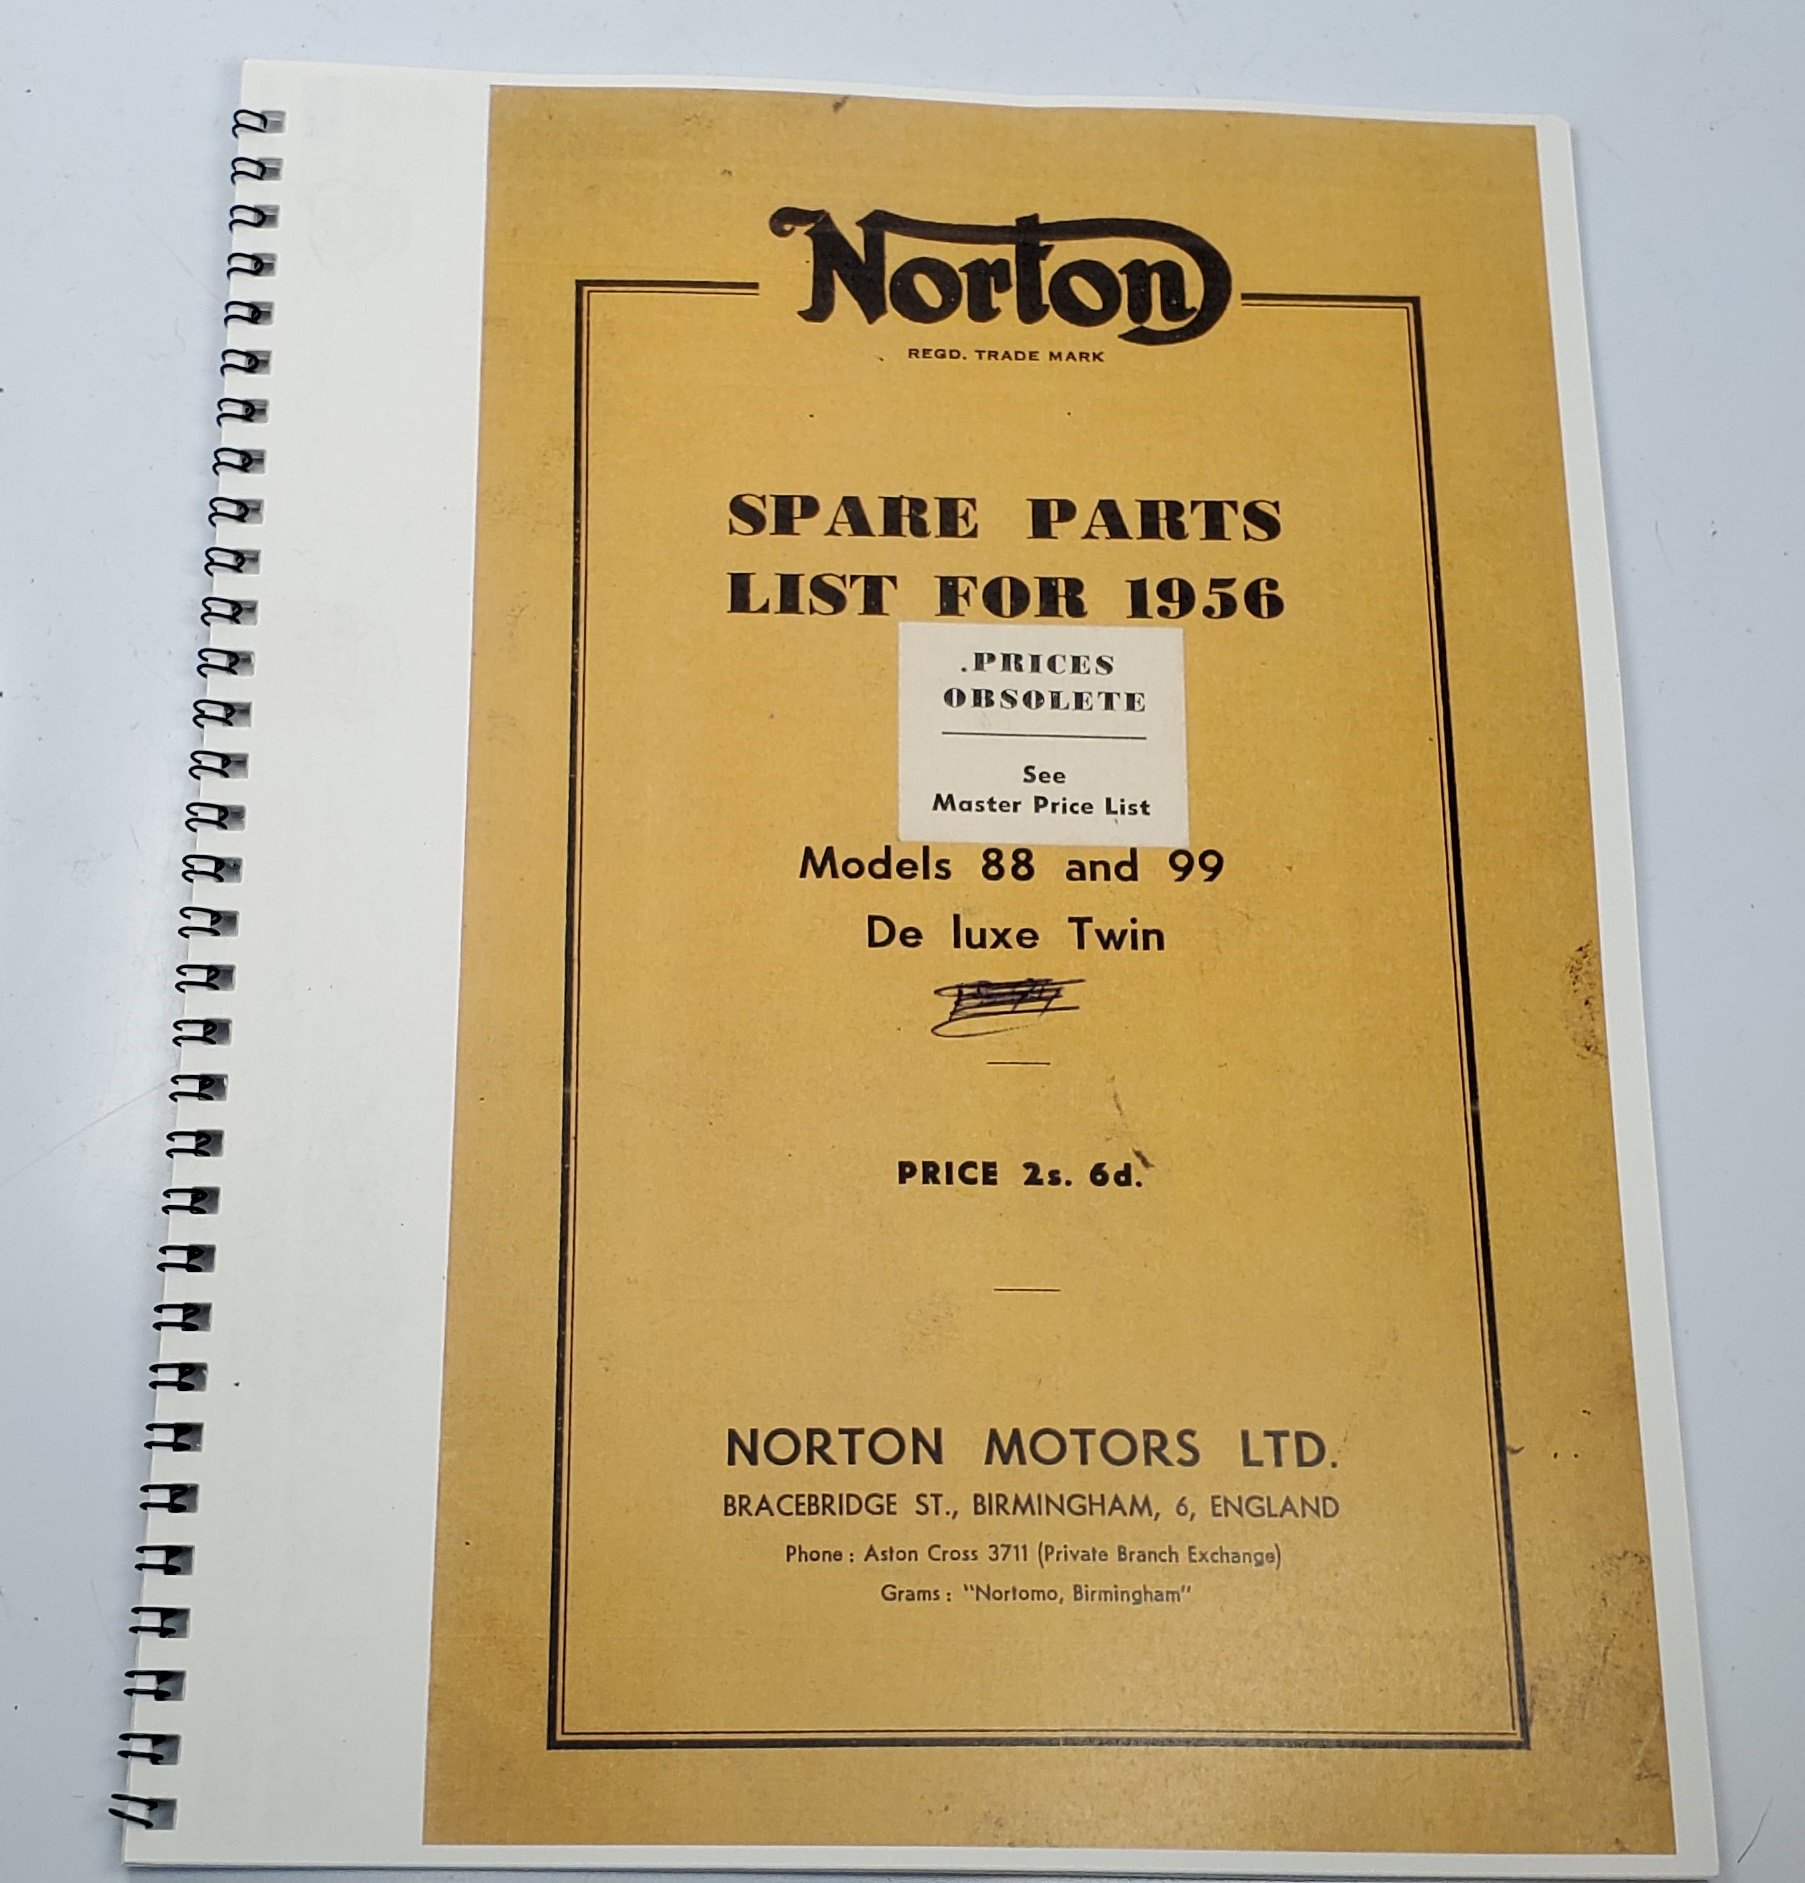 Norton
REGD. TRADE MARK
SPARE PARTS
LIST FOR 1956
.PRICES
OBSOLETE
See
Master Price List
Models 88 and 99
De luxe Twin
PRICE 2s. 6d.
NORTON MOTORS LTD.
BRACEBRIDGE ST., BIRMINGHAM, 6, ENGLAND
Phone : Aston Cross 3711 (Private Branch Exchange)
Grams : "Nortomo, Birmingham"